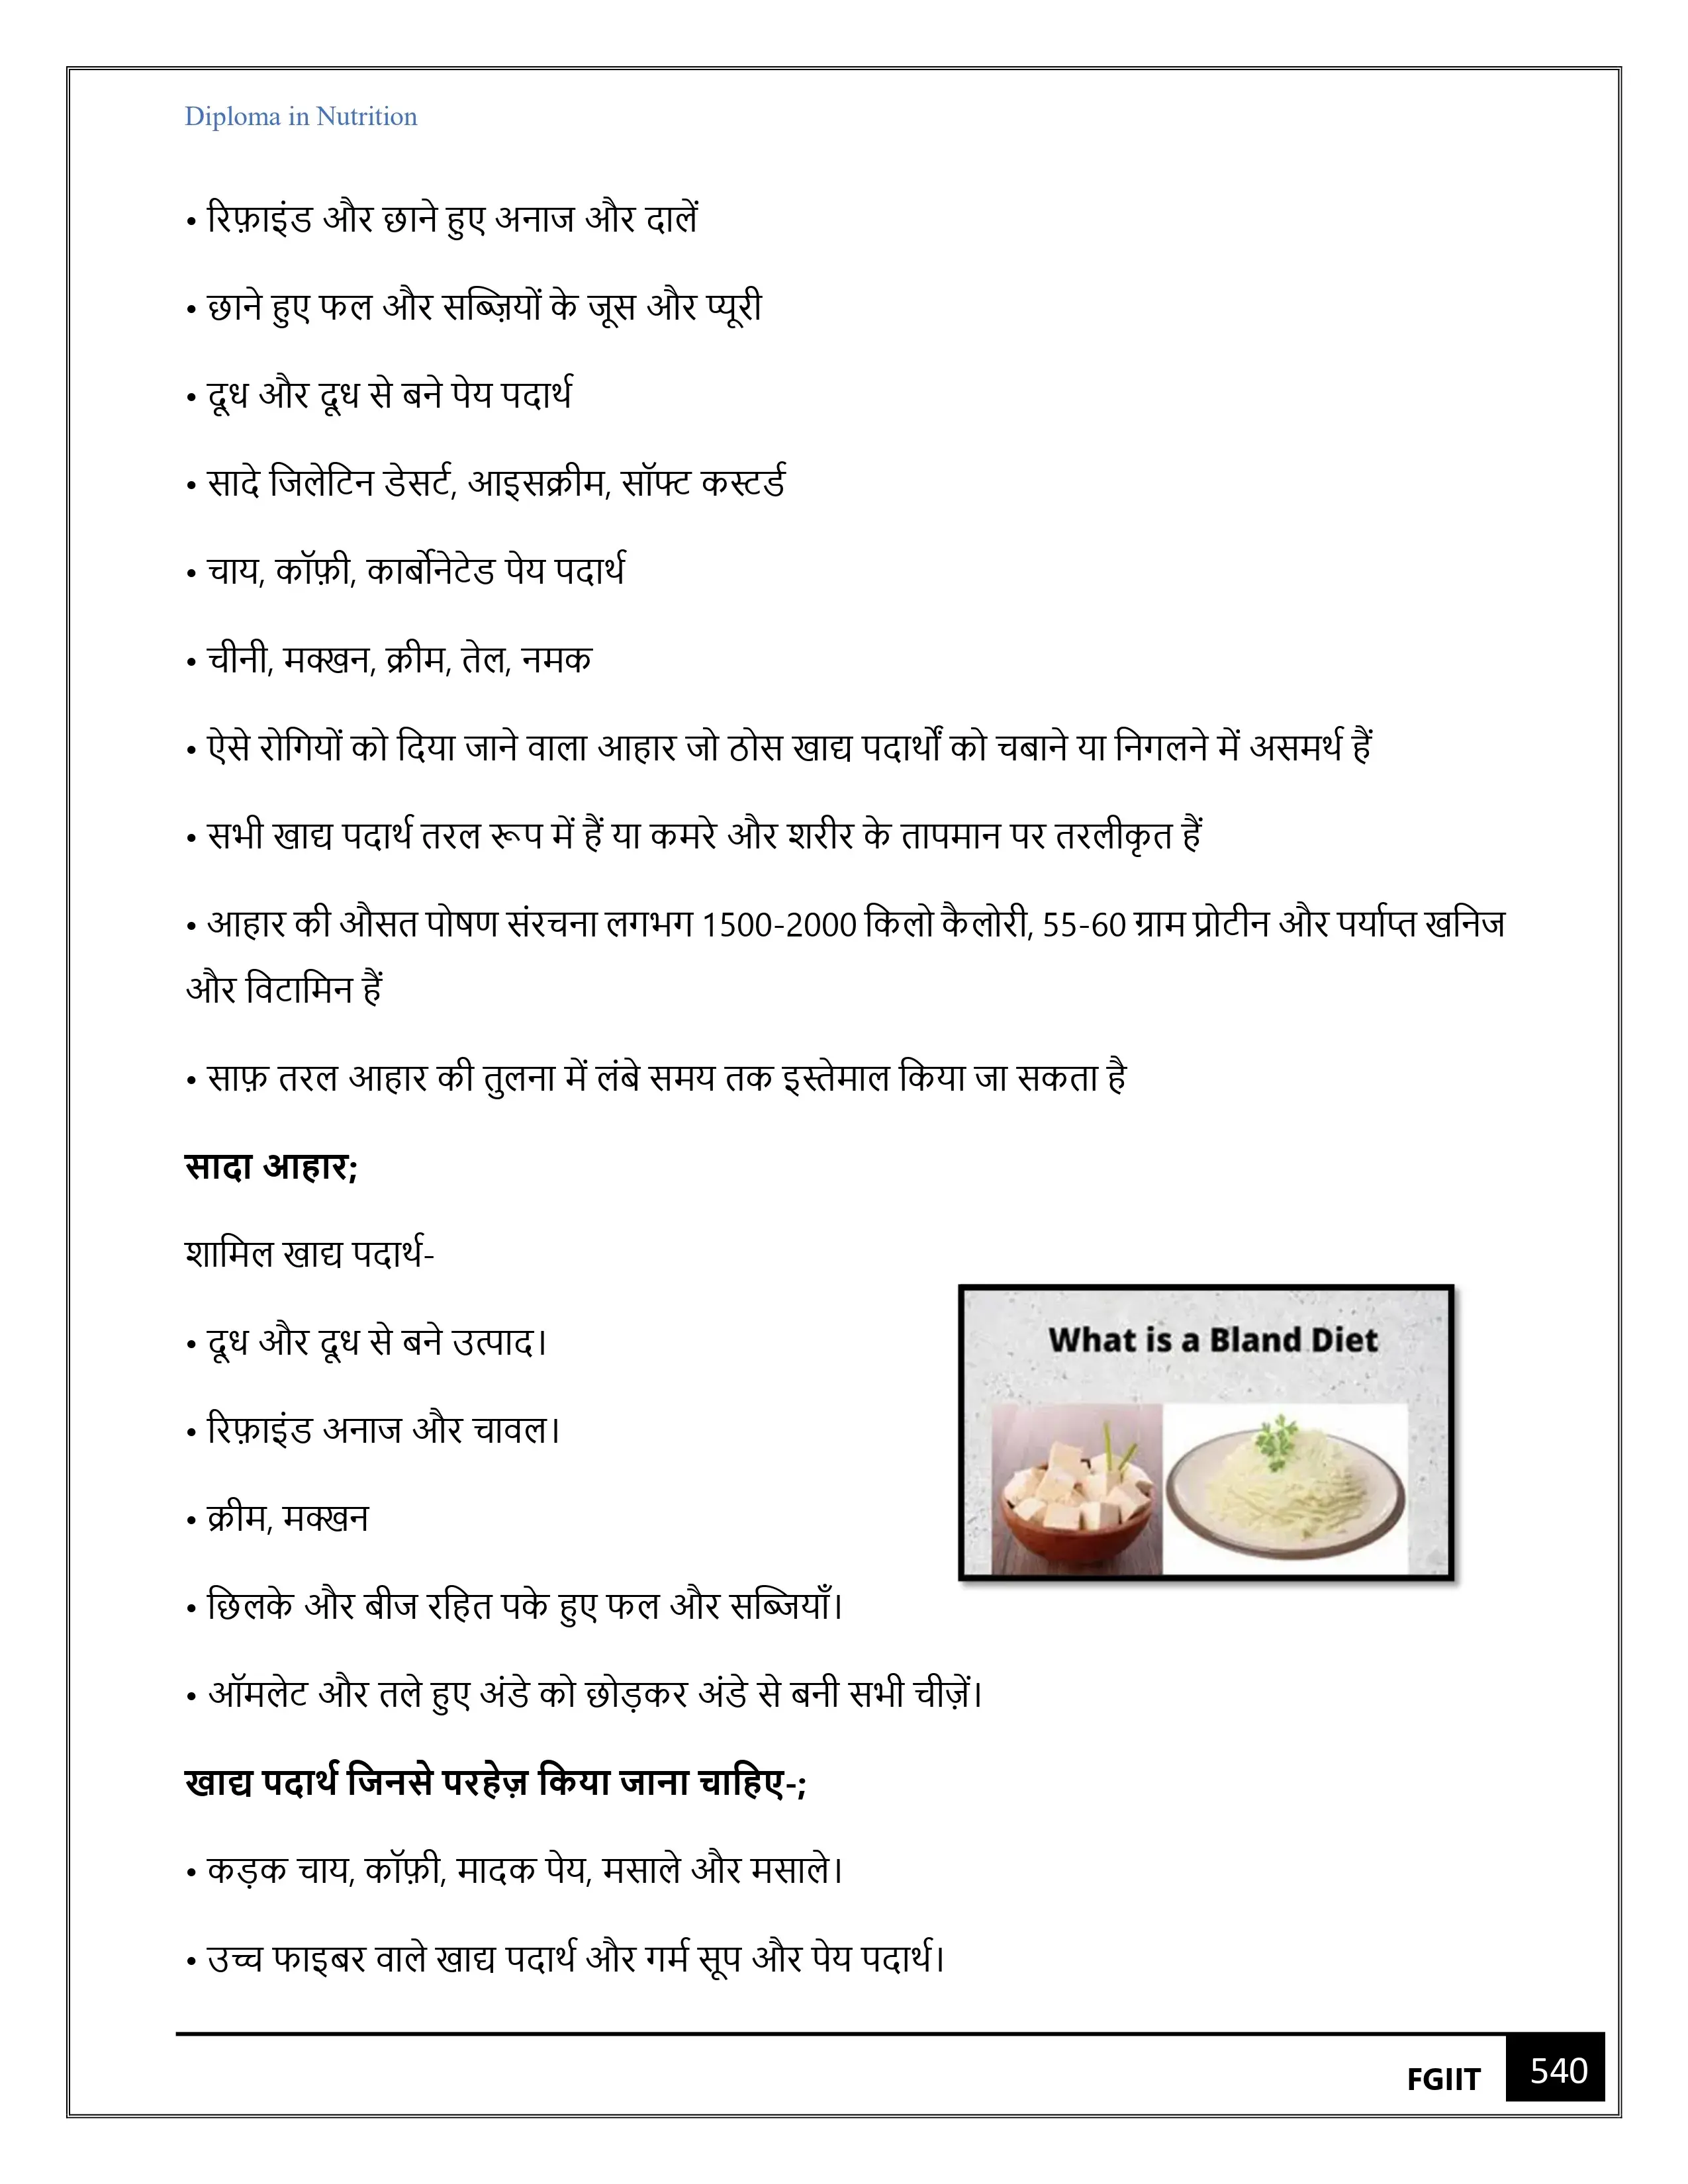 Diploma in Nutrition
• रिफ़ाइंड और छाने हुए अनाज और दालें
• छाने हुए फल और सब्ज़ियों के जूस और प्यूरी
• दूध और दूध से बने पेय पदार्थ
• सादे जिलेटिन डेसर्ट, आइसक्रीम, सॉफ्ट कस्टर्ड
• चाय, कॉफ़ी, कार्बोनेटेड पेय पदार्थ
• चीनी, मक्खन, क्रीम, तेल, नमक
• ऐसे रोगियों को दिया जाने वाला आहार जो ठोस खाद्य पदार्थों को चबाने या निगलने में असमर्थ हैं
• सभी खाद्य पदार्थ तरल रूप में हैं या कमरे और शरीर के तापमान पर तरलीकृत हैं
• आहार की औसत पोषण संरचना लगभग 1500-2000 किलो कैलोरी, 55-60 ग्राम प्रोटीन और पर्याप्त खनिज
और विटामिन हैं
• साफ़ तरल आहार की तुलना में लंबे समय तक इस्तेमाल किया जा सकता है
सादा आहार;
शामिल खाद्य पदार्थ-
• दूध और दूध से बने उत्पाद।
• रिफ़ाइंड अनाज और चावल।
• क्रीम, मक्खन
• छिलके और बीज रहित पके हुए फल और सब्जियाँ।
• ऑमलेट और तले हुए अंडे को छोड़कर अंडे से बनी सभी चीज़ें।
What is a Bland Diet
खाद्य पदार्थ जिनसे परहेज़ किया जाना चाहिए-;
• कड़क चाय, कॉफ़ी, मादक पेय, मसाले और मसाले।
• उच्च फाइबर वाले खाद्य पदार्थ और गर्म सूप और पेय पदार्थ।
FGIIT 540